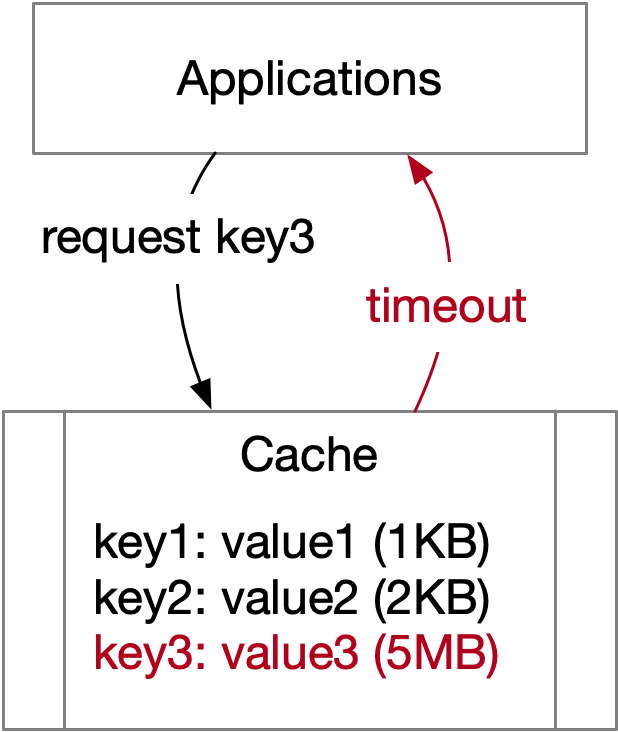 Applications
request key3
timeout
Cache
key1: value1 (1KB)
key2: value2 (2KB)
key3: value3 (5MB)